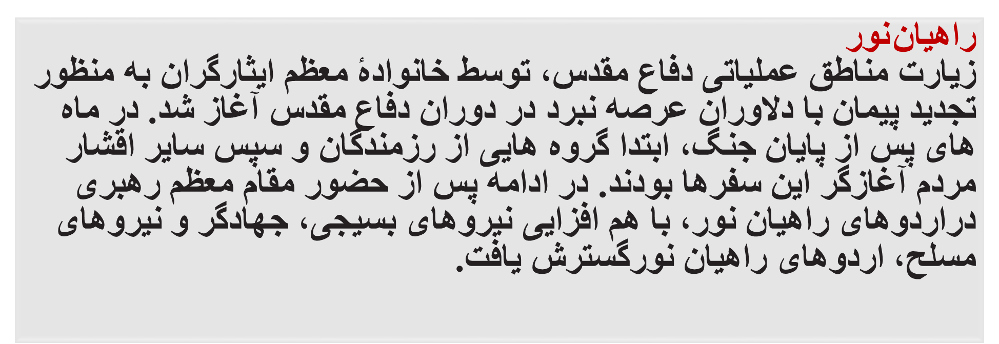 راهیان‌نور
زیارت مناطق عملیاتی دفاع مقدس، توسط خانوادهٔ معظم ایثارگران به منظور
تجدید پیمان با دلاوران عرصه نبرد در دوران دفاع مقدس آغاز شد. در ماه
های پس از پایان جنگ، ابتدا گروه هایی از رزمندگان و سپس سایر اقشار
مردم آغازگر این سفرها بودند. در ادامه پس از حضور مقام معظم رهبری
دراردوهای راهیان نور، با هم افزایی نیروهای بسیجی، جهادگر و نیروهای
مسلح، اردوهای راهیان نورگسترش یافت.